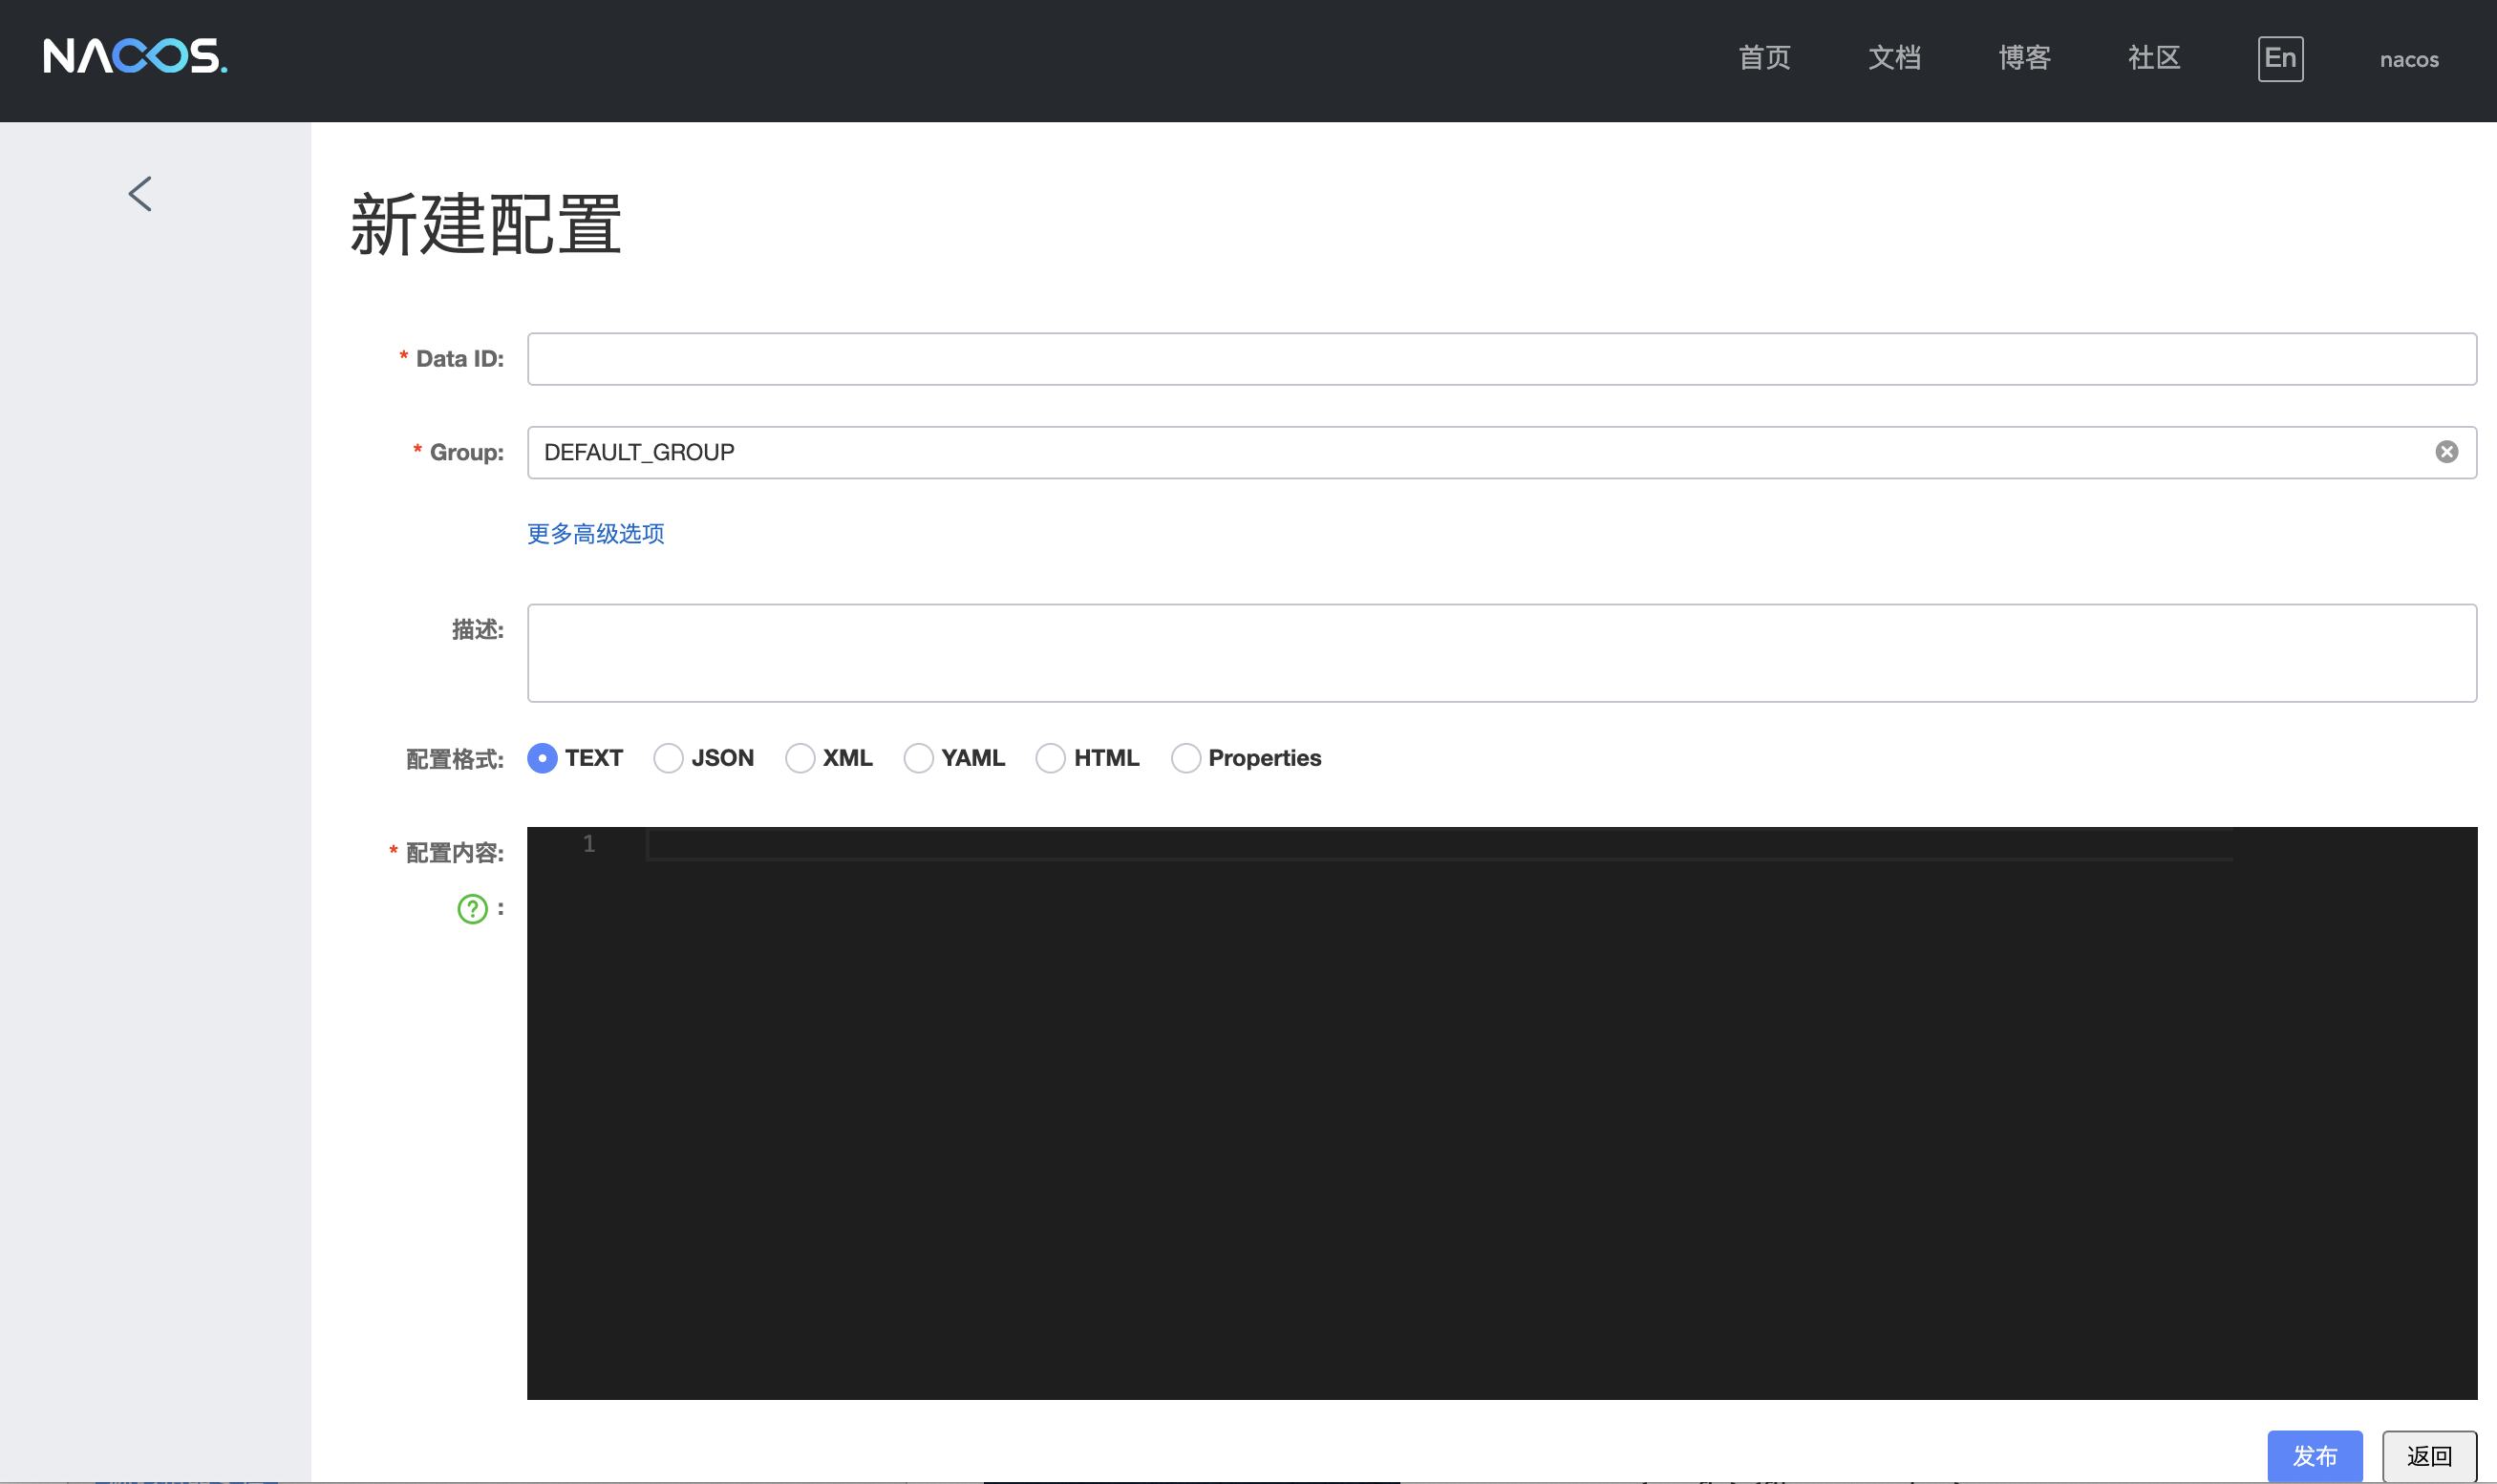 NACOS.
首页 文档 博客 社区 En nacos
新建配置
* Data ID:
* Group: DEFAULT_GROUP
更多高级选项
描述:
配置格式: TEXT JSON XML YAML HTML Properties
* 配置内容: 1
? :
发布 返回